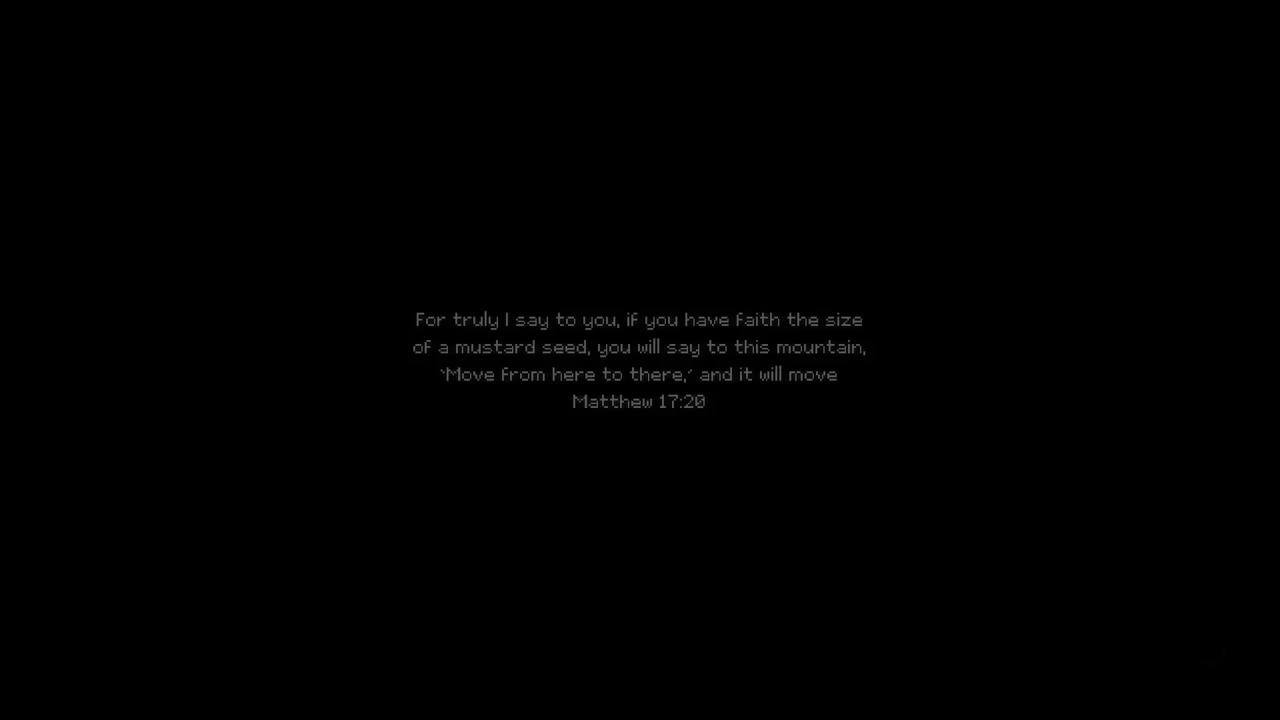 For truly I say to you, if you have faith the size
of a mustard seed, you will say to this mountain,
`Move from here to there,´ and it will move
Matthew 17:20